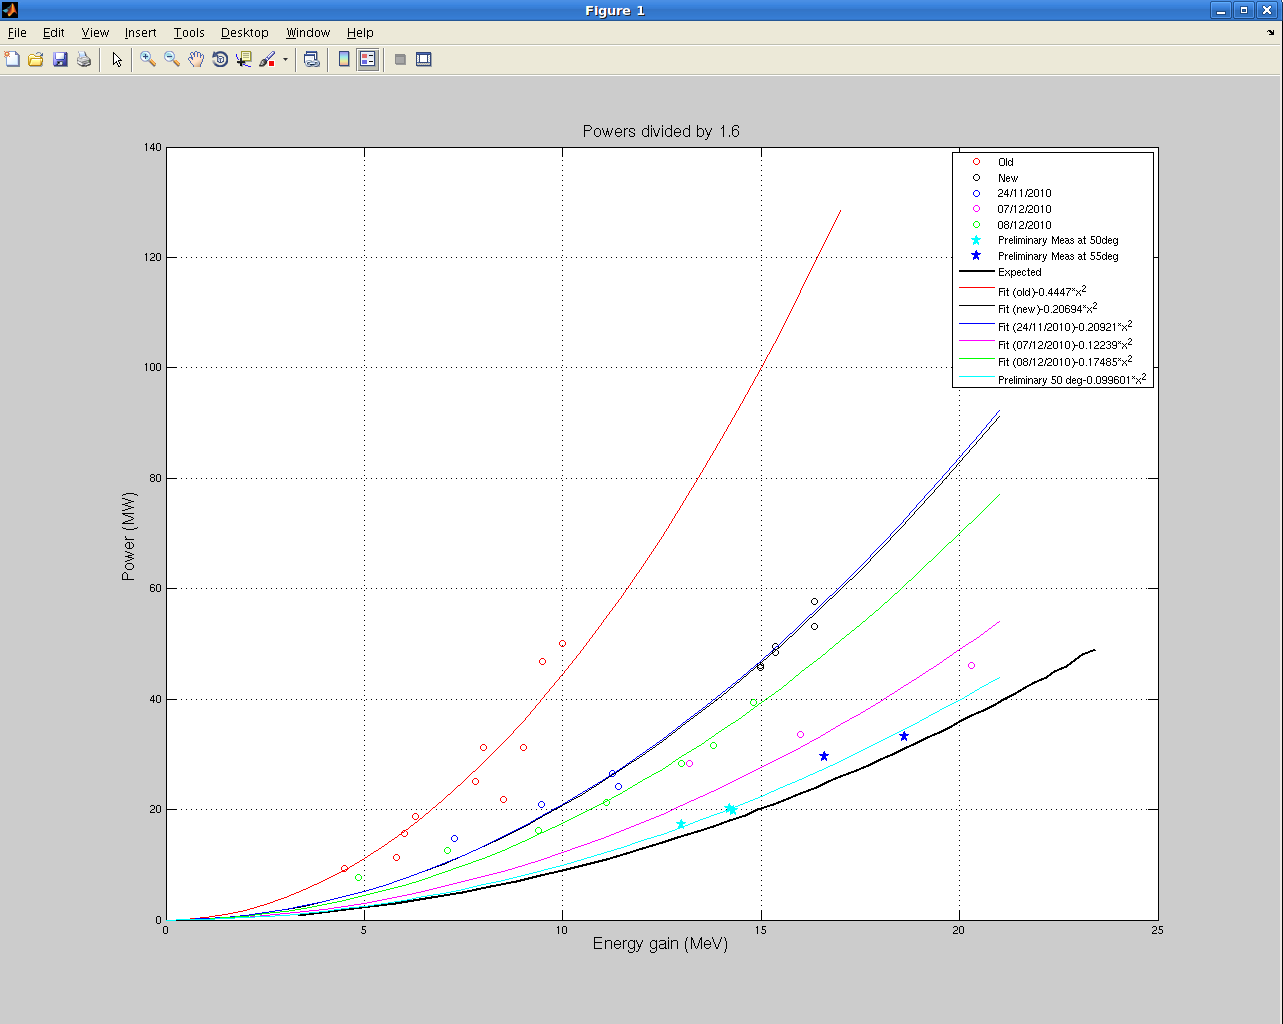 Figure 1
File Edit View Insert Tools Desktop Window Help
Powers divided by 1.6
140
120
100
80
60
40
20
0
Power (MW)
0 5 10 15 20 25
Energy gain (MeV)
Old
New
24/11/2010
07/12/2010
08/12/2010
Preliminary Meas at 50deg
Preliminary Meas at 55deg
Expected
Fit (old)-0.4447*x²
Fit (new)-0.20694*x²
Fit (24/11/2010)-0.20921*x²
Fit (07/12/2010)-0.12239*x²
Fit (08/12/2010)-0.17485*x²
Preliminary 50 deg-0.099601*x²